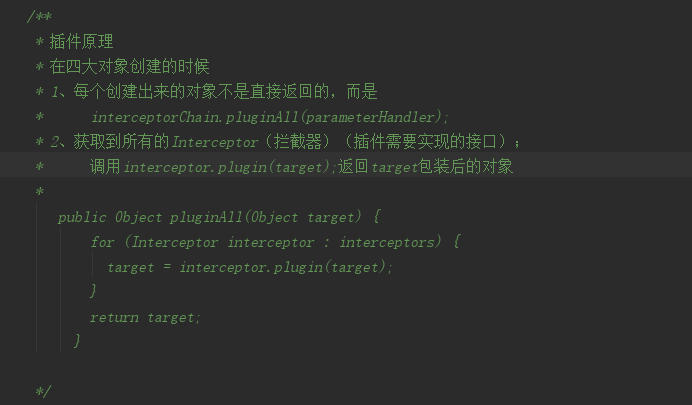 /**
 * 插件原理
 * 在四大对象创建的时候
 * 1、每个创建出来的对象不是直接返回的，而是
 *     interceptorChain.pluginAll(parameterHandler);
 * 2、获取到所有的Interceptor（拦截器）（插件需要实现的接口）；
 *     调用interceptor.plugin(target);返回target包装后的对象
 *
    public Object pluginAll(Object target) {
        for (Interceptor interceptor : interceptors) {
          target = interceptor.plugin(target);
        }
        return target;
      }
 */